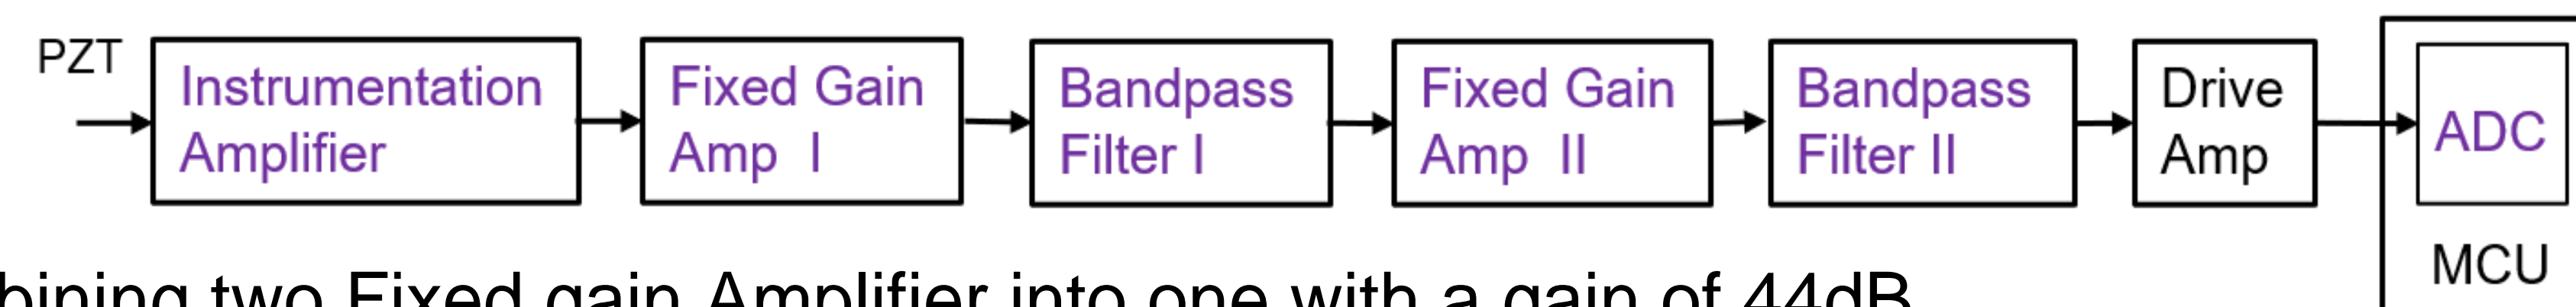 PZT
Instrumentation
Amplifier
Fixed Gain
Amp I
Bandpass
Filter I
Fixed Gain
Amp II
Bandpass
Filter II
Drive
Amp
ADC
MCU
two Fixed gain Amplifier into one with a gain of 44dB